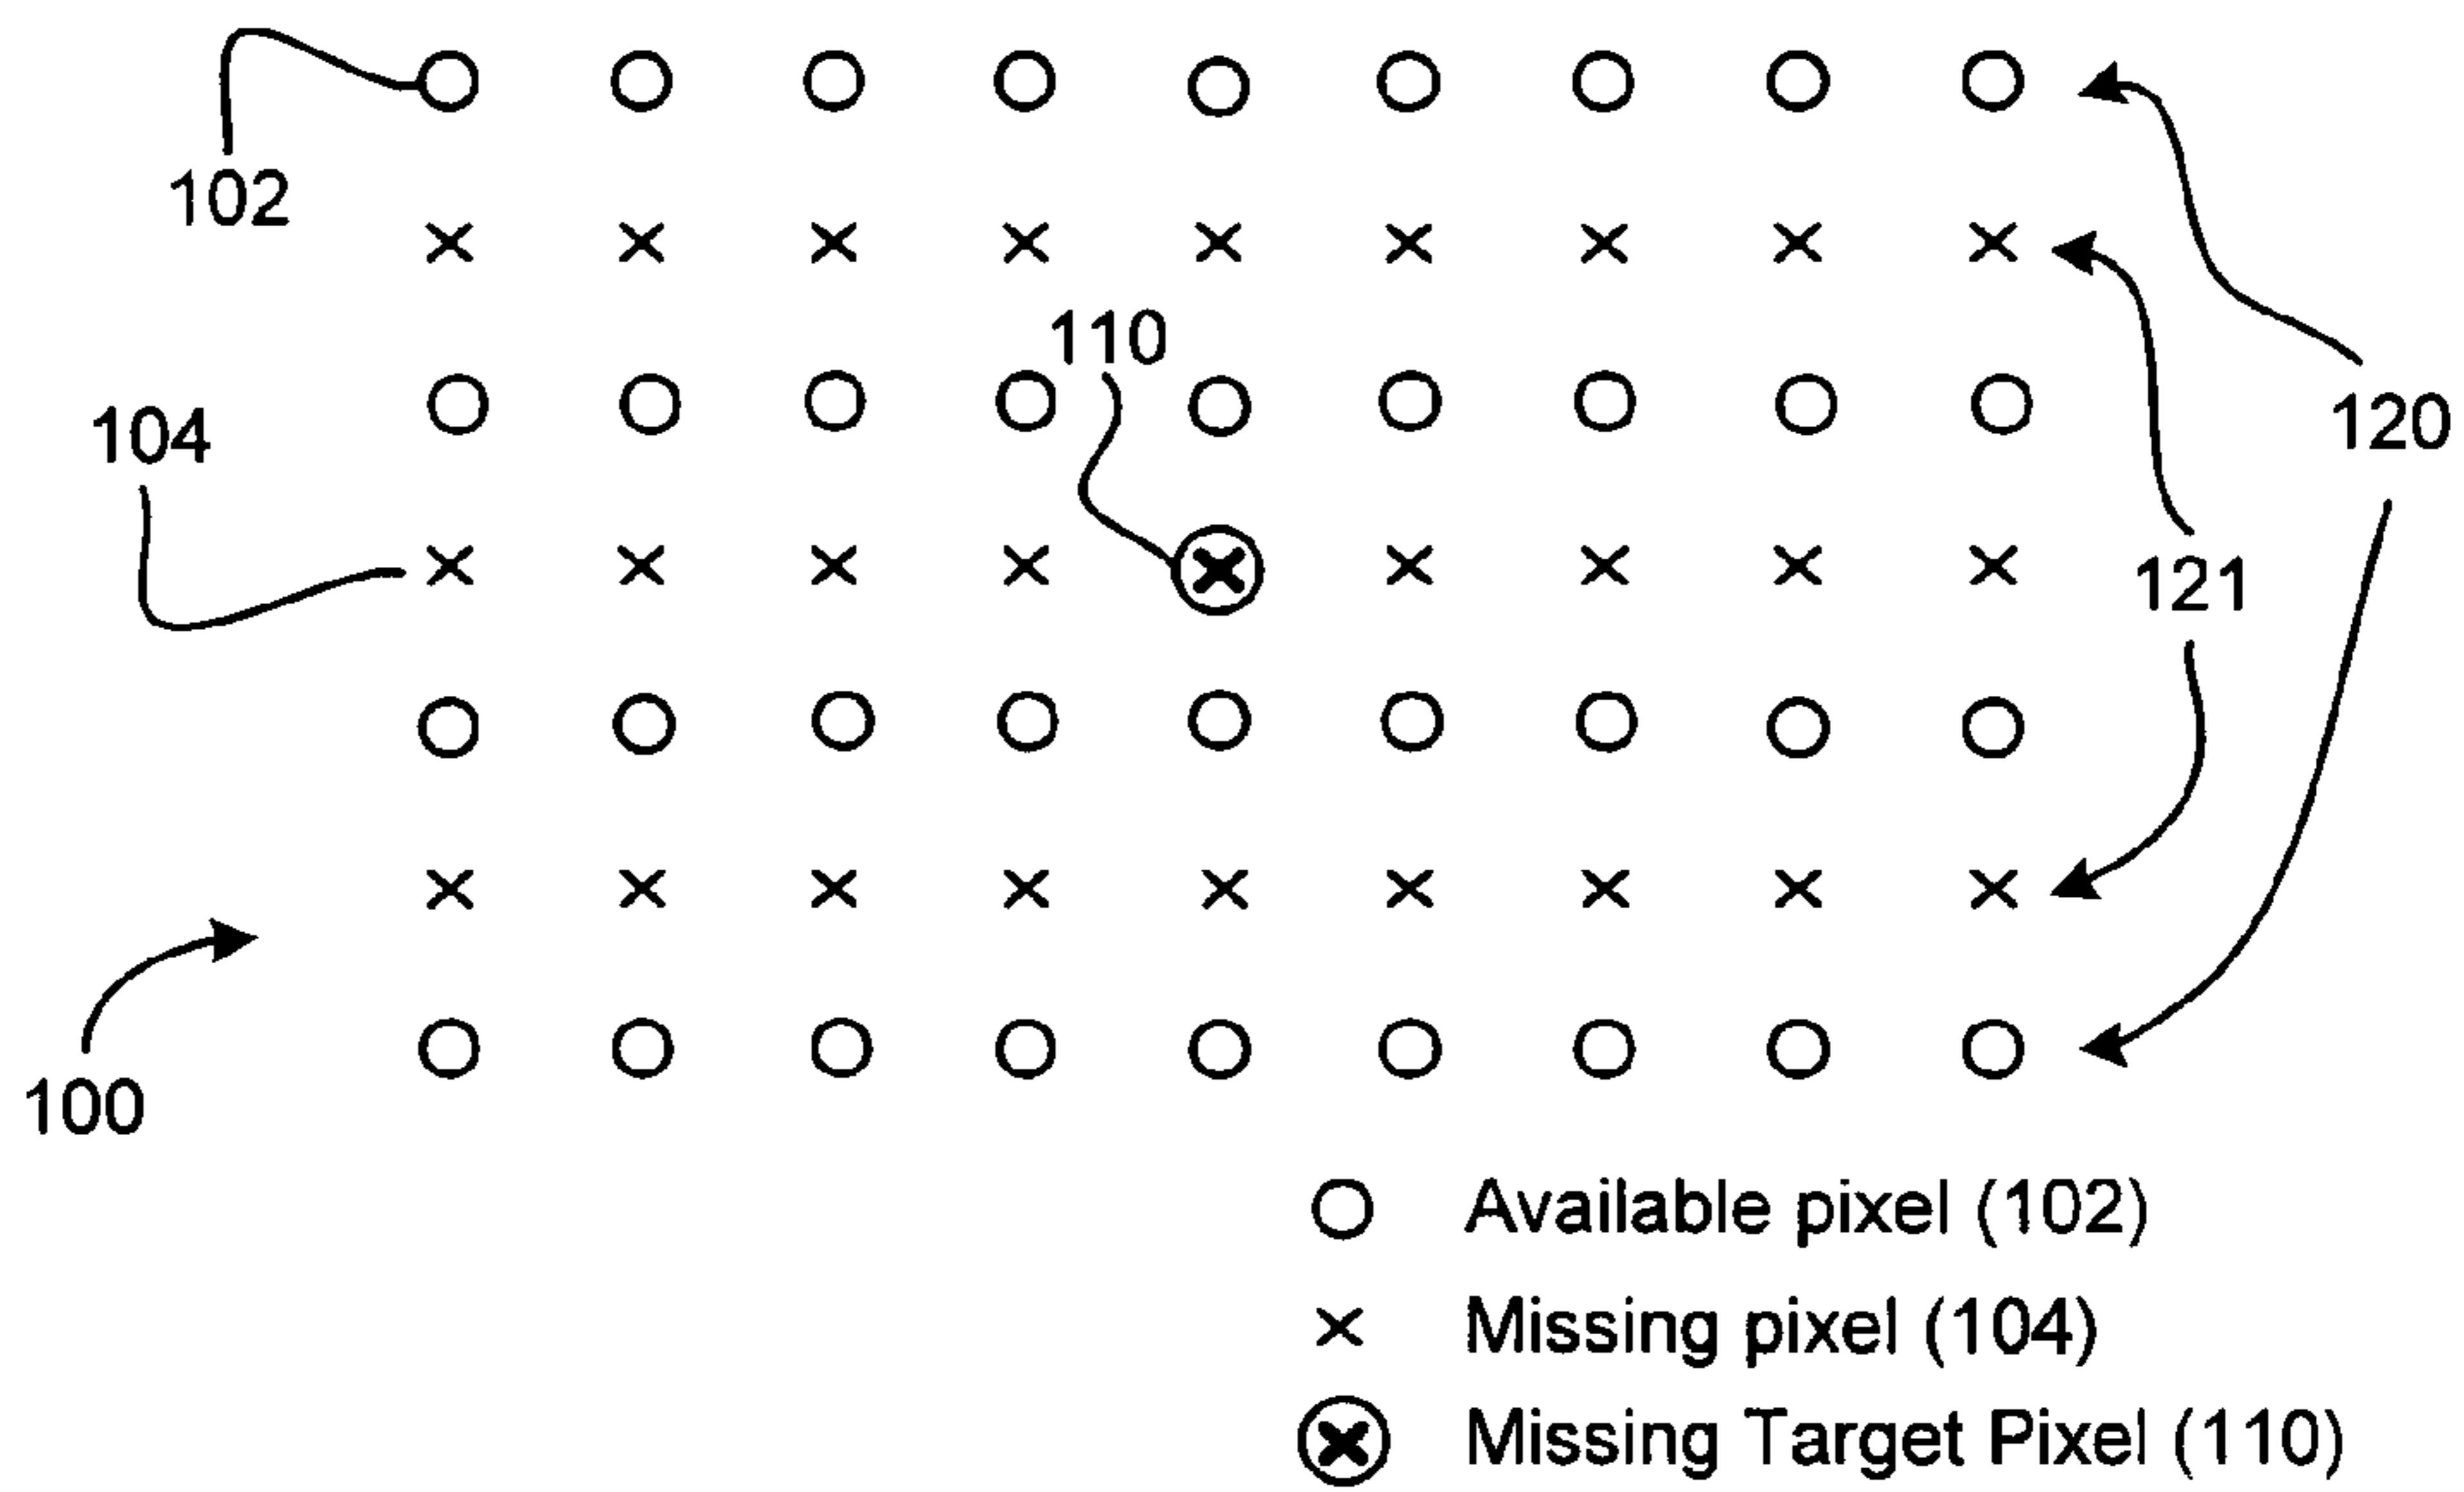 102
110
104
120
121
100
Available pixel (102)
Missing pixel (104)
Missing Target Pixel (110)